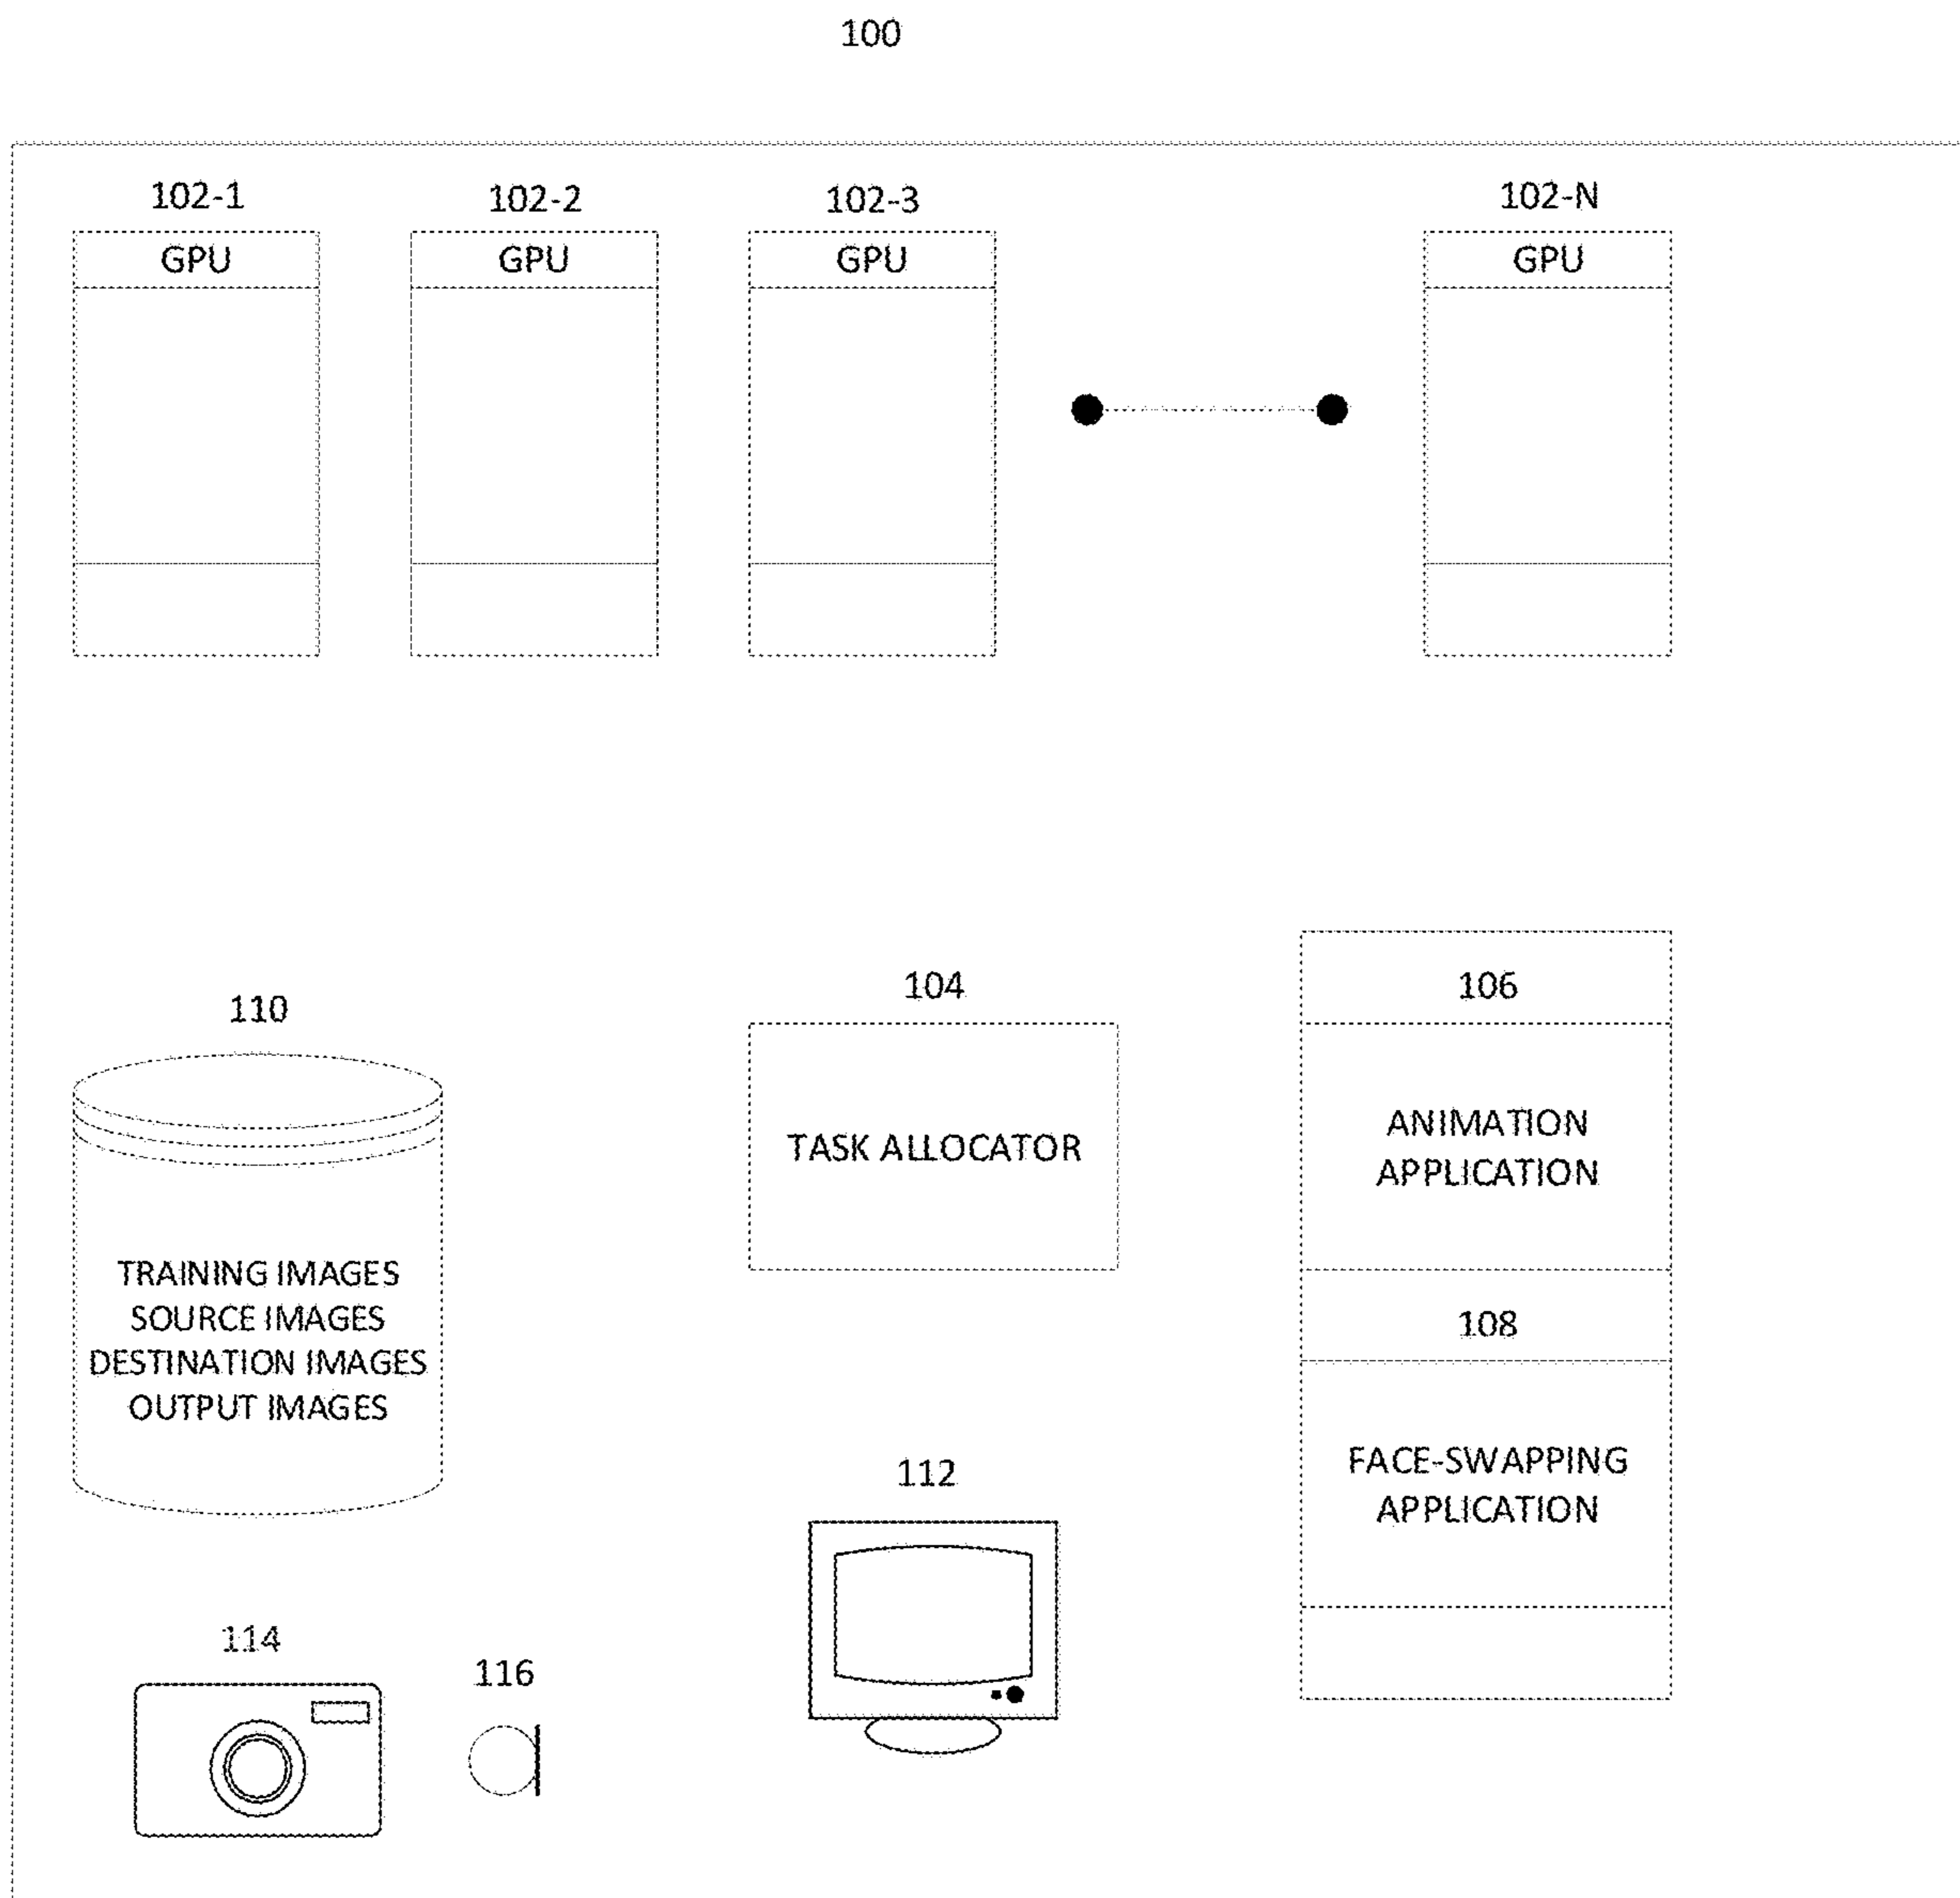 100
102-1
102-2
102-3
102-N
GPU
GPU
GPU
GPU
110
104
106
TASK ALLOCATOR
ANIMATION
APPLICATION
TRAINING IMAGES
SOURCE IMAGES
DESTINATION IMAGES
OUTPUT IMAGES
108
FACE-SWAPPING
APPLICATION
112
114
116